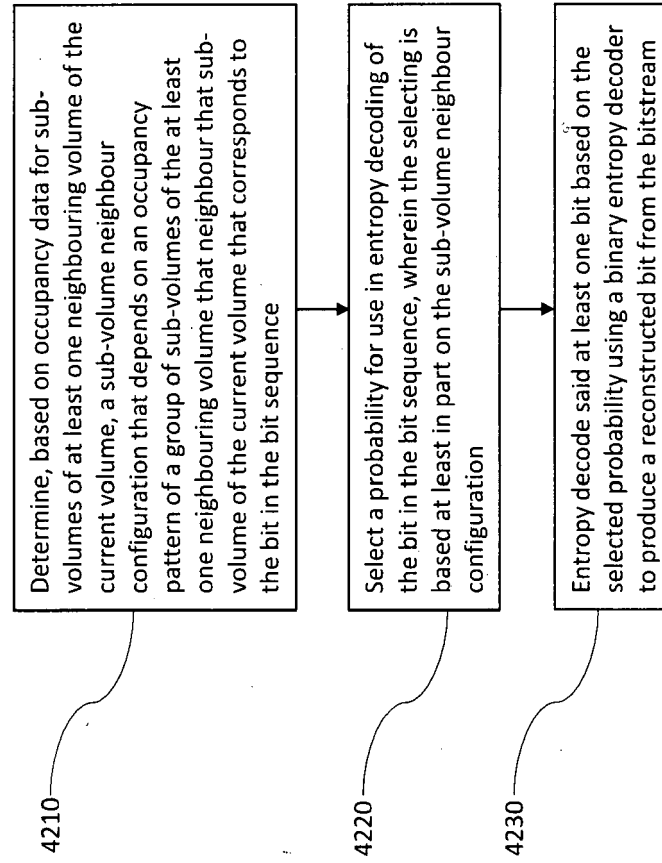 4210
Determine, based on occupancy data for sub-
volumes of at least one neighbouring volume of the
current volume, a sub-volume neighbour
configuration that depends on an occupancy
pattern of a group of sub-volumes of the at least
one neighbouring volume that neighbour that sub-
volume of the current volume that corresponds to
the bit in the bit sequence
4220
Select a probability for use in entropy decoding of
the bit in the bit sequence, wherein the selecting is
based at least in part on the sub-volume neighbour
configuration
4230
Entropy decode said at least one bit based on the
selected probability using a binary entropy decoder
to produce a reconstructed bit from the bitstream